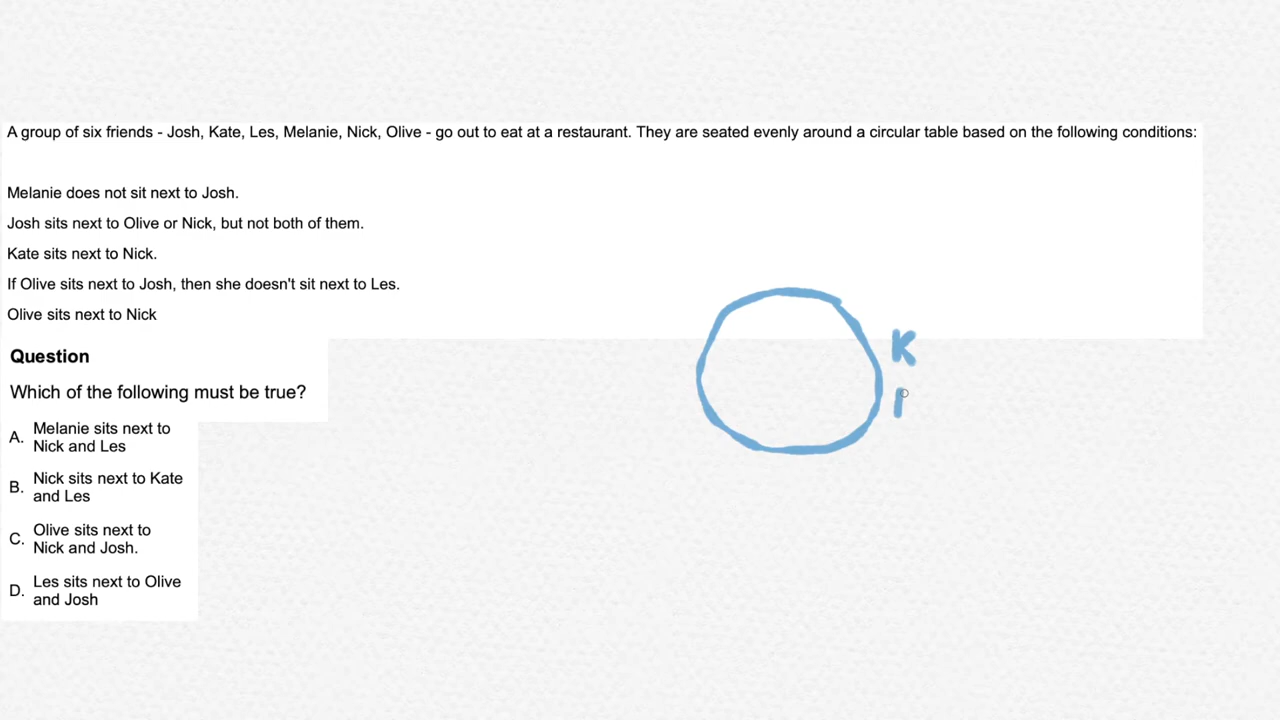 A group of six friends - Josh, Kate, Les, Melanie, Nick, Olive - go out to eat at a restaurant. They are seated evenly around a circular table based on the following conditions:
Melanie does not sit next to Josh.
Josh sits next to Olive or Nick, but not both of them.
Kate sits next to Nick.
If Olive sits next to Josh, then she doesn't sit next to Les.
Olive sits next to Nick
K
Question
Which of the following must be true?
A. Melanie sits next to
Nick and Les
B. Nick sits next to Kate
and Les
C. Olive sits next to
Nick and Josh.
D. Les sits next to Olive
and Josh